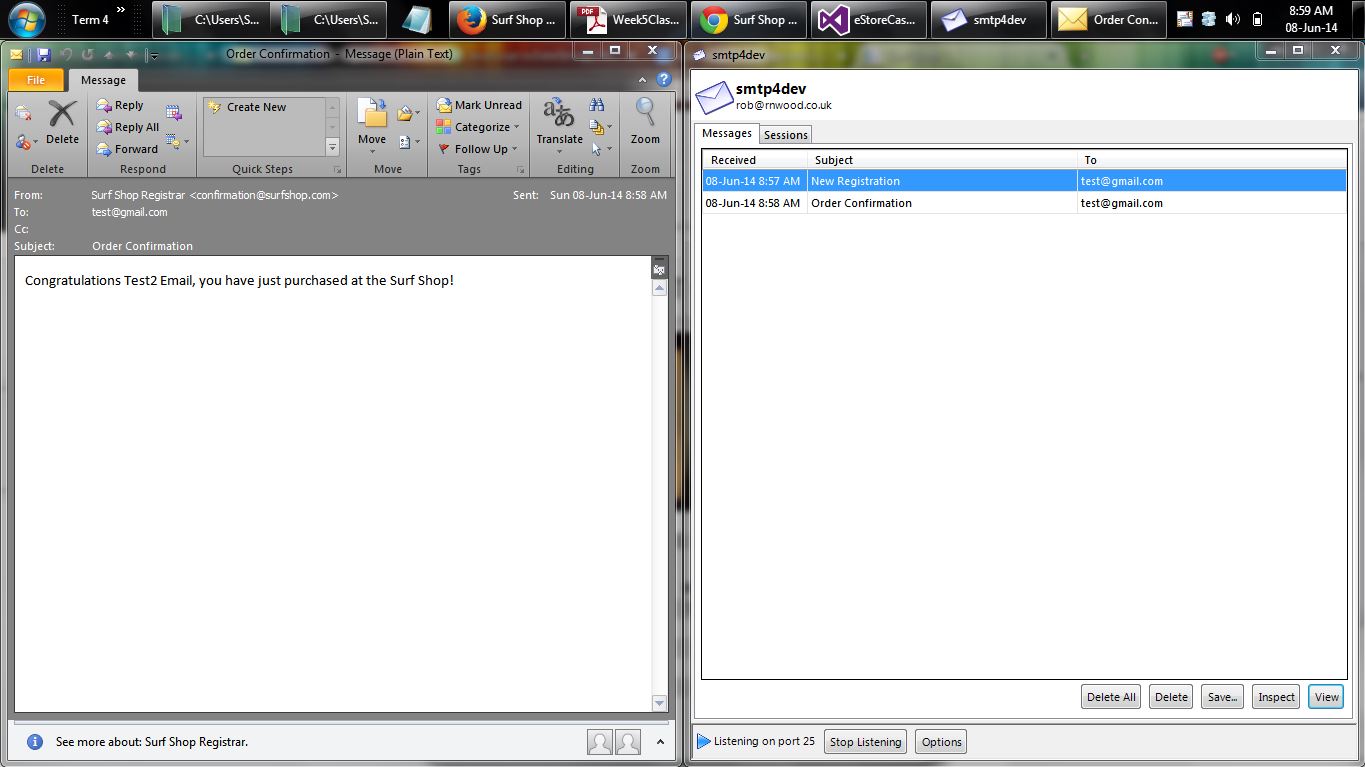 Term 4 » C:\Users\S... C:\Users\S... Surf Shop ... Week5Clas... Surf Shop ... eStoreCas... smtp4dev Order Con... 8:59 AM
08-Jun-14
Order Confirmation - Message (Plain Text)
File Message
Delete
Reply
Reply All
Forward
Create New
Move
Mark Unread
Categorize
Follow Up
Translate
Zoom
Delete Respond Quick Steps Move Tags Editing Zoom
From: Surf Shop Registrar <confirmation@surfshop.com> Sent: Sun 08-Jun-14 8:58 AM
To: test@gmail.com
Cc:
Subject: Order Confirmation
Congratulations Test2 Email, you have just purchased at the Surf Shop!
See more about: Surf Shop Registrar.
smtp4dev
smtp4dev
rob@rnwood.co.uk
Messages Sessions
Received Subject To
08-Jun-14 8:57 AM New Registration test@gmail.com
08-Jun-14 8:58 AM Order Confirmation test@gmail.com
Delete All Delete Save... Inspect View
Listening on port 25 Stop Listening Options